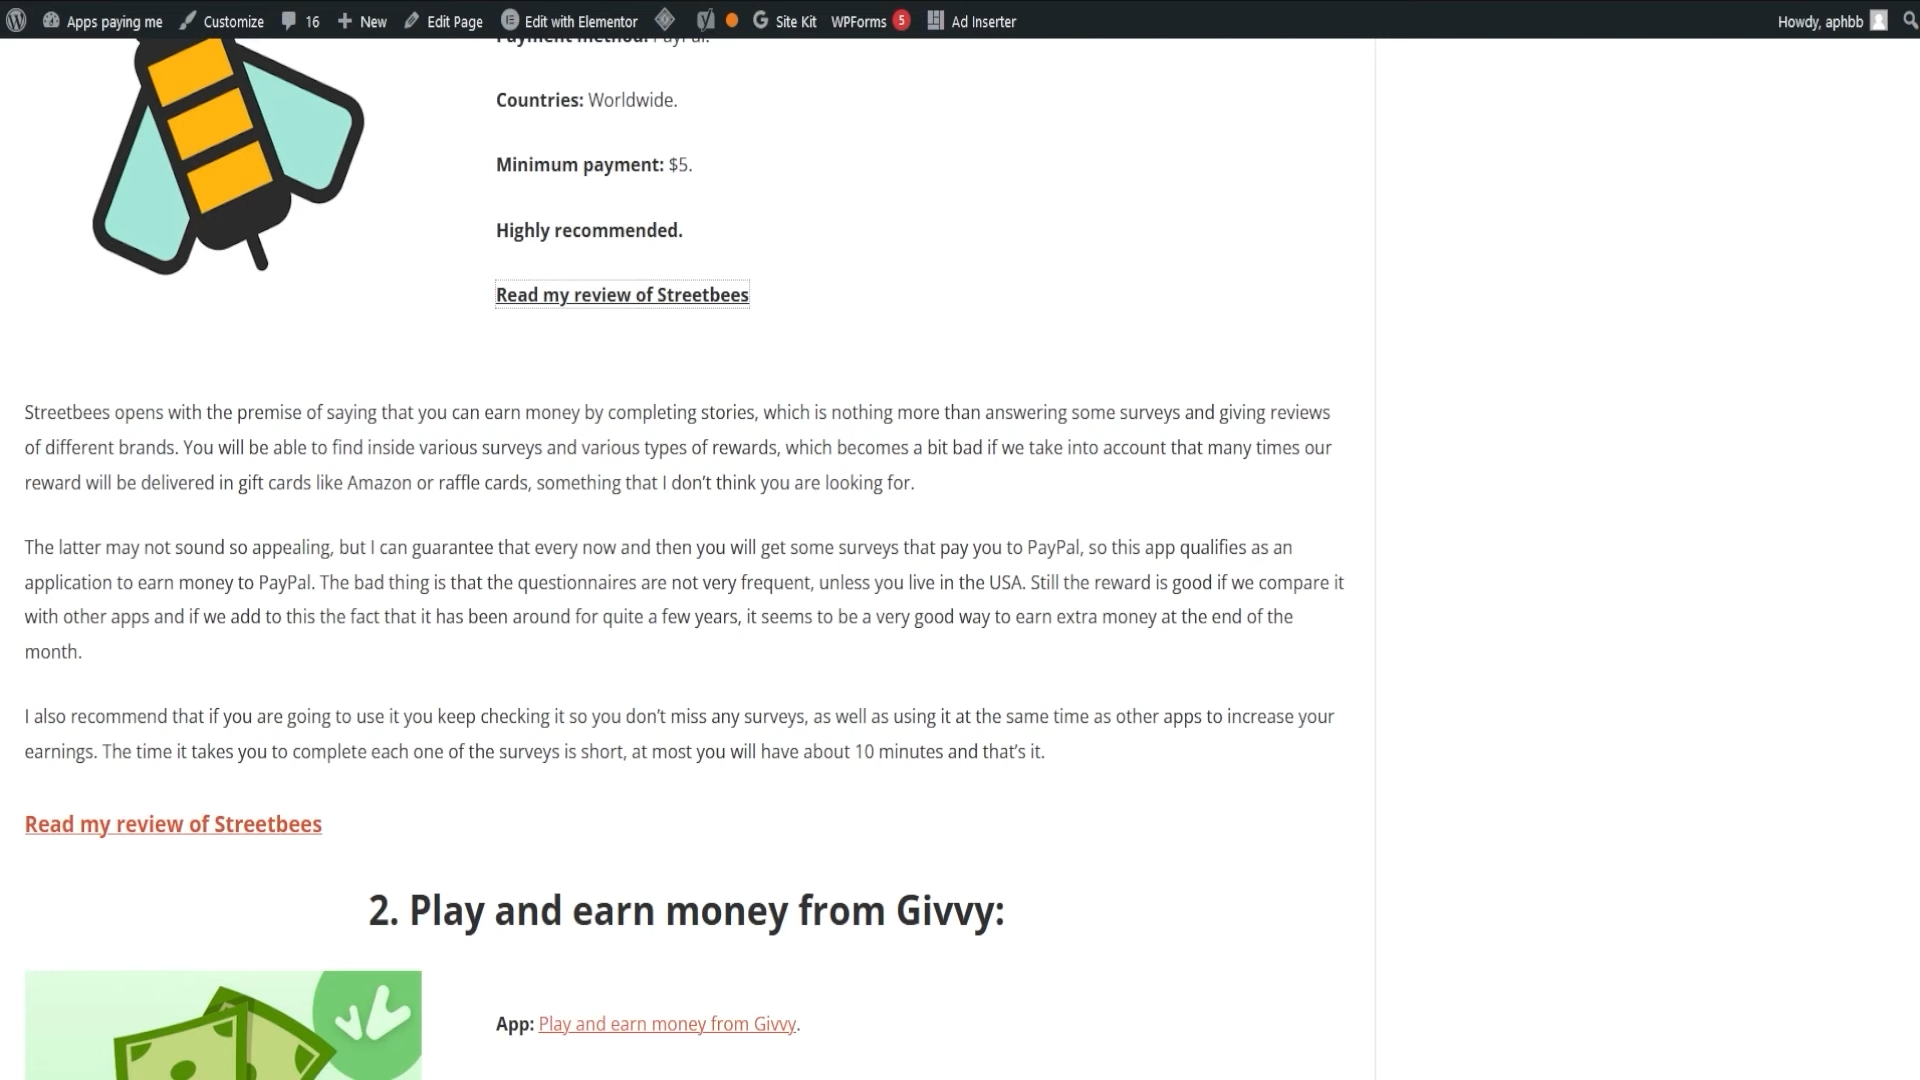 Apps paying me Customize 16 New Edit Page Edit with Elementor Site Kit WPForms 5 Ad Inserter Howdy, aphbb
Payment method: PayPal.
Countries: Worldwide.
Minimum payment: $5.
Highly recommended.
Read my review of Streetbees
Streetbees opens with the premise of saying that you can earn money by completing stories, which is nothing more than answering some surveys and giving reviews
of different brands. You will be able to find inside various surveys and various types of rewards, which becomes a bit bad if we take into account that many times our
reward will be delivered in gift cards like Amazon or raffle cards, something that I don’t think you are looking for.
The latter may not sound so appealing, but I can guarantee that every now and then you will get some surveys that pay you to PayPal, so this app qualifies as an
application to earn money to PayPal. The bad thing is that the questionnaires are not very frequent, unless you live in the USA. Still the reward is good if we compare it
with other apps and if we add to this the fact that it has been around for quite a few years, it seems to be a very good way to earn extra money at the end of the
month.
I also recommend that if you are going to use it you keep checking it so you don’t miss any surveys, as well as using it at the same time as other apps to increase your
earnings. The time it takes you to complete each one of the surveys is short, at most you will have about 10 minutes and that’s it.
Read my review of Streetbees
2. Play and earn money from Givvy:
App: Play and earn money from Givvy.